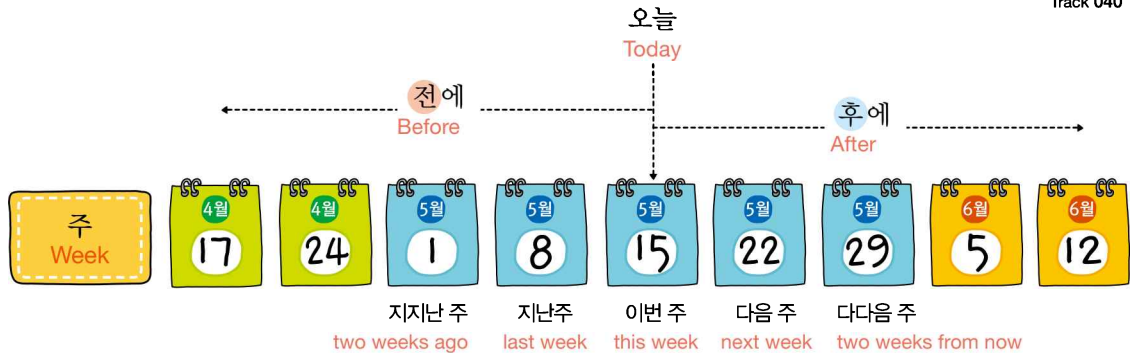 Track 040
오늘
Today
전에
Before
후에
After
주
Week
4월
17
4월
24
5월
1
5월
8
5월
15
5월
22
5월
29
6월
5
6월
12
지지난 주
two weeks ago
지난주
last week
이번 주
this week
다음 주
next week
다다음 주
two weeks from now